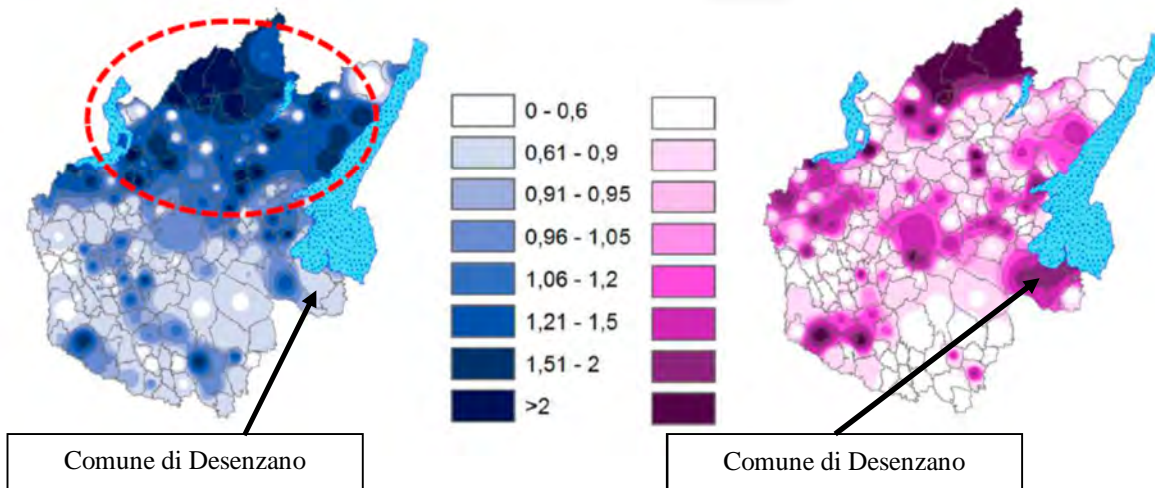 0 - 0,6
0,61 - 0,9
0,91 - 0,95
0,96 - 1,05
1,06 - 1,2
1,21 - 1,5
1,51 - 2
>2
Comune di Desenzano
Comune di Desenzano